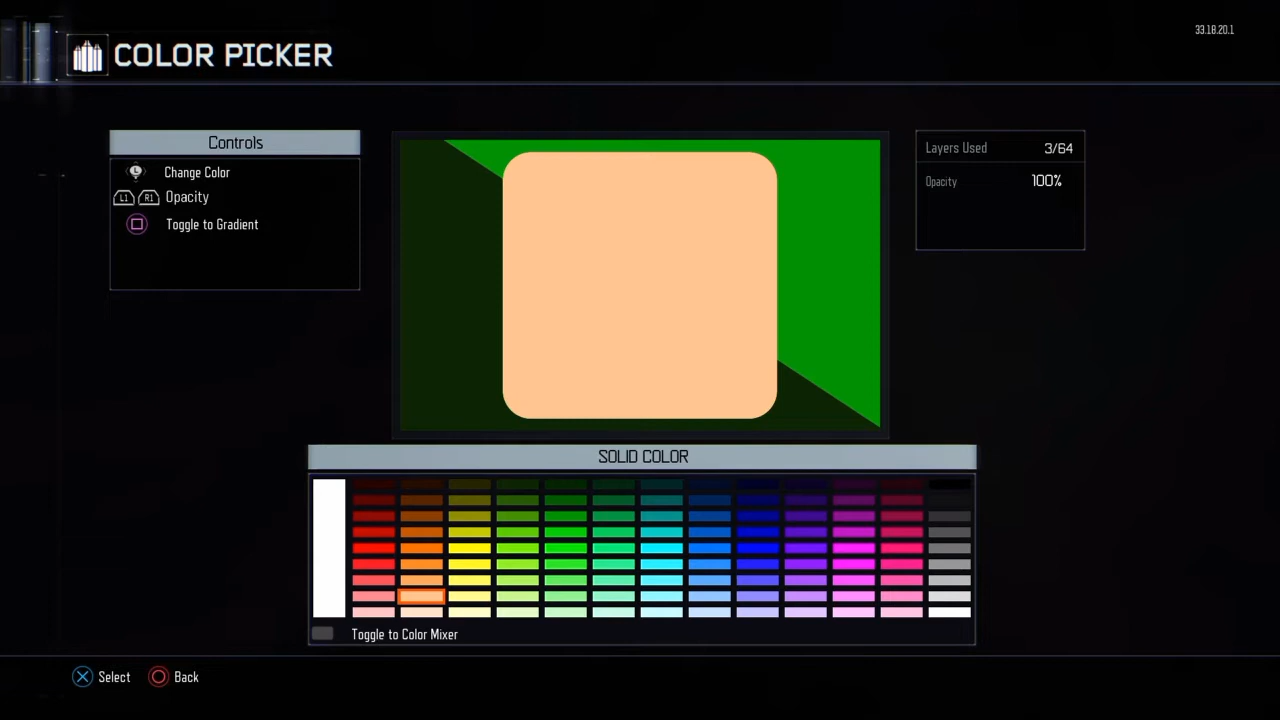 33.18.20.1
COLOR PICKER
Controls
L Change Color
L1 R1 Opacity
Toggle to Gradient
Layers Used 3/64
Opacity 100%
SOLID COLOR
Toggle to Color Mixer
Select Back